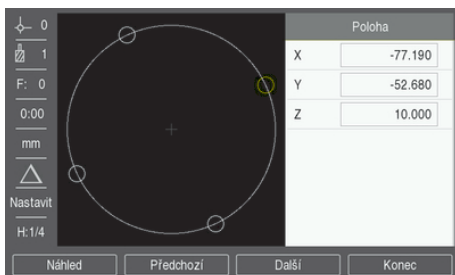 0
1
F: 0
0:00
mm
Nastavit
H:1/4
Poloha
X -77.190
Y -52.680
Z 10.000
Náhled Předchozí Další Konec